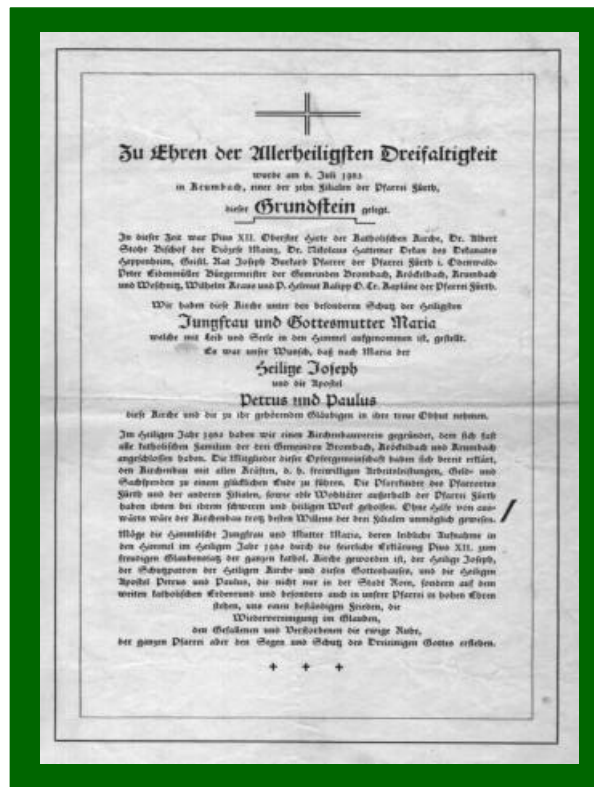 Zu Ehren der Allerheiligsten Dreifaltigkeit
wurde am 6. Juli 1952
in Krumbach, einer der zehn Filialen der Pfarrei Fürth,
dieser Grundstein gelegt.
In dieser Zeit war Pius XII. Oberster Hirte der Katholischen Kirche, Dr. Albert
Stohr Bischof der Diözese Mainz, Dr. Nikolaus Hattemer Dekan des Dekanates
Heppenheim, Geistl. Rat Joseph Burkard Pfarrer der Pfarrei Fürth i. Odenwald-
Peter Eidenmüller Bürgermeister der Gemeinden Brombach, Kröckelbach, Krumbach
und Weschnitz, Wilhelm Kraus und P. Helmut Kalipp O. Cr. Kapläne der Pfarrei Fürth.
Wir haben diese Kirche unter den besonderen Schutz der Heiligsten
Jungfrau und Gottesmutter Maria
welche mit Leib und Seele in den Himmel aufgenommen ist, gestellt.
Es war unser Wunsch, daß nach Maria der
Heilige Joseph
und die Apostel
Petrus und Paulus
diese Kirche und die zu ihr gehörenden Gläubigen in ihre treue Obhut nehmen.
Im Heiligen Jahr haben wir einen Kirchenbauverein gegründet, dem sich fast
alle katholischen Familien der drei Gemeinden Brombach, Kröckelbach und Krumbach
angeschlossen haben. Die Mitglieder dieser Opfergemeinschaft haben sich bereit erklärt,
den Kirchenbau mit allen Kräften, d. h. freiwilligen Arbeitsleistungen, Geld- und
Sachspenden zu einem glücklichen Ende zu führen. Die Pfarrkinder des Pfarrortes
Fürth und der anderen Filialen, sowie edle Wohltäter außerhalb der Pfarrei Fürth
haben ihnen bei ihrem schweren und heiligen Werk geholfen. Ohne Hilfe von aus-
wärts wäre der Kirchenbau trotz besten Willens der drei Filialen unmöglich gewesen.
Möge die Himmlische Jungfrau und Mutter Maria, deren leibliche Aufnahme in
den Himmel im Heiligen Jahr durch die feierliche Erklärung Pius XII. zum
freudigen Glaubenssatz der ganzen kathol. Kirche geworden ist, der Heilige Joseph,
der Schutzpatron der Heiligen Kirche und dieses Gotteshauses, und die Heiligen
Apostel Petrus und Paulus, die nicht nur in der Stadt Rom, sondern auf dem
weiten katholischen Erdenrund und besonders auch in unserer Pfarrei in hohen Ehren
stehen, uns einen beständigen Frieden, die
Wiedervereinigung im Glauben,
den Gefallenen und Verstorbenen die ewige Ruhe,
der ganzen Pfarrei aber den Segen und Schutz des Dreieinigen Gottes erflehen.